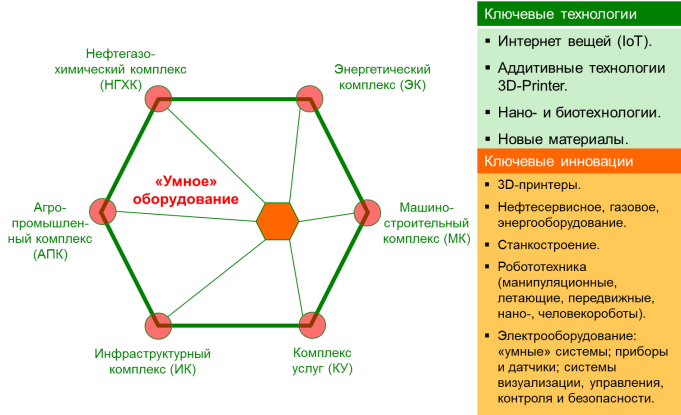 Нефтегазо-
химический комплекс
(НГХК)
Энергетический
комплекс (ЭК)
«Умное»
оборудование
Агро-
промышлен-
ный комплекс
(АПК)
Машино-
строительный
комплекс (МК)
Инфраструктурный
комплекс (ИК)
Комплекс
услуг (КУ)
Ключевые технологии
▪ Интернет вещей (IoT).
▪ Аддитивные технологии
3D-Printer.
▪ Нано- и биотехнологии.
▪ Новые материалы.
Ключевые инновации
▪ 3D-принтеры.
▪ Нефтесервисное, газовое,
энергооборудование.
▪ Станкостроение.
▪ Робототехника
(манипуляционные,
летающие, передвижные,
нано-, человекороботы).
▪ Электрооборудование:
«умные» системы; приборы
и датчики; системы
визуализации, управления,
контроля и безопасности.